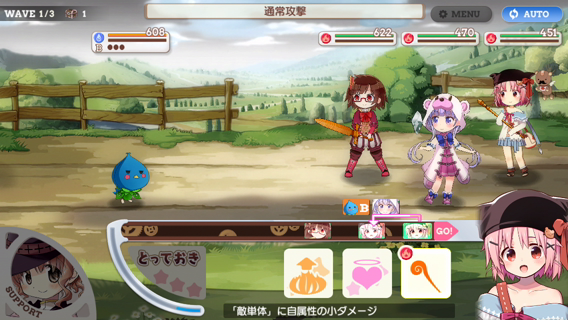 WAVE 1/3
1
通常攻撃
MENU
AUTO
608
B
622
470
451
B
GO!
とっておき
SUPPORT
「敵単体」に自属性の小ダメージ